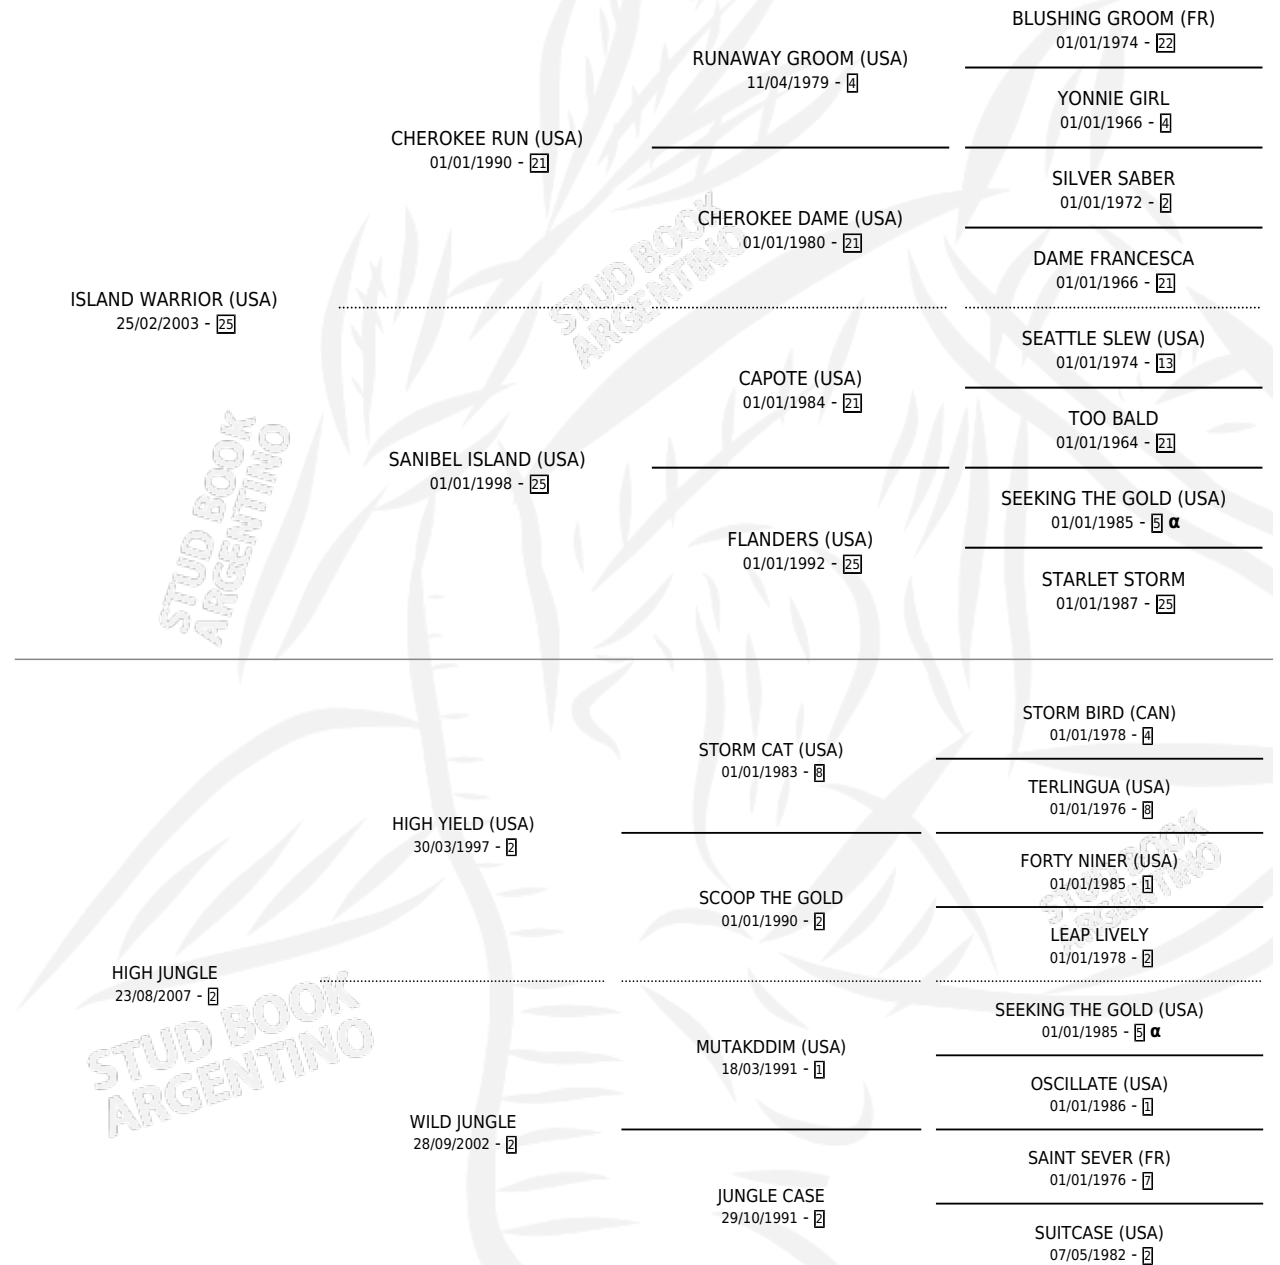 BLUSHING GROOM (FR)
01/01/1974 - 22
RUNAWAY GROOM (USA)
11/04/1979 - 4
YONNIE GIRL
01/01/1966 - 4
CHEROKEE RUN (USA)
01/01/1990 - 21
SILVER SABER
01/01/1972 - 2
CHEROKEE DAME (USA)
01/01/1980 - 21
DAME FRANCESCA
01/01/1966 - 21
ISLAND WARRIOR (USA)
25/02/2003 - 25
SEATTLE SLEW (USA)
01/01/1974 - 13
CAPOTE (USA)
01/01/1984 - 21
TOO BALD
01/01/1964 - 21
SANIBEL ISLAND (USA)
01/01/1998 - 25
SEEKING THE GOLD (USA)
01/01/1985 - 5 α
FLANDERS (USA)
01/01/1992 - 25
STARLET STORM
01/01/1987 - 25
STORM BIRD (CAN)
01/01/1978 - 4
STORM CAT (USA)
01/01/1983 - 8
TERLINGUA (USA)
01/01/1976 - 8
HIGH YIELD (USA)
30/03/1997 - 2
FORTY NINER (USA)
01/01/1985 - 1
SCOOP THE GOLD
01/01/1990 - 2
LEAP LIVELY
01/01/1978 - 2
HIGH JUNGLE
23/08/2007 - 2
SEEKING THE GOLD (USA)
01/01/1985 - 5 α
MUTAKDDIM (USA)
18/03/1991 - 1
OSCILLATE (USA)
01/01/1986 - 1
WILD JUNGLE
28/09/2002 - 2
SAINT SEVER (FR)
01/01/1976 - 7
JUNGLE CASE
29/10/1991 - 2
SUITCASE (USA)
07/05/1982 - 2
STUD BOOK
ARGENTINO
STUD BOOK
ARGENTINO
STUD BOOK
ARGENTINO
STUD BOOK
ARGENTINO